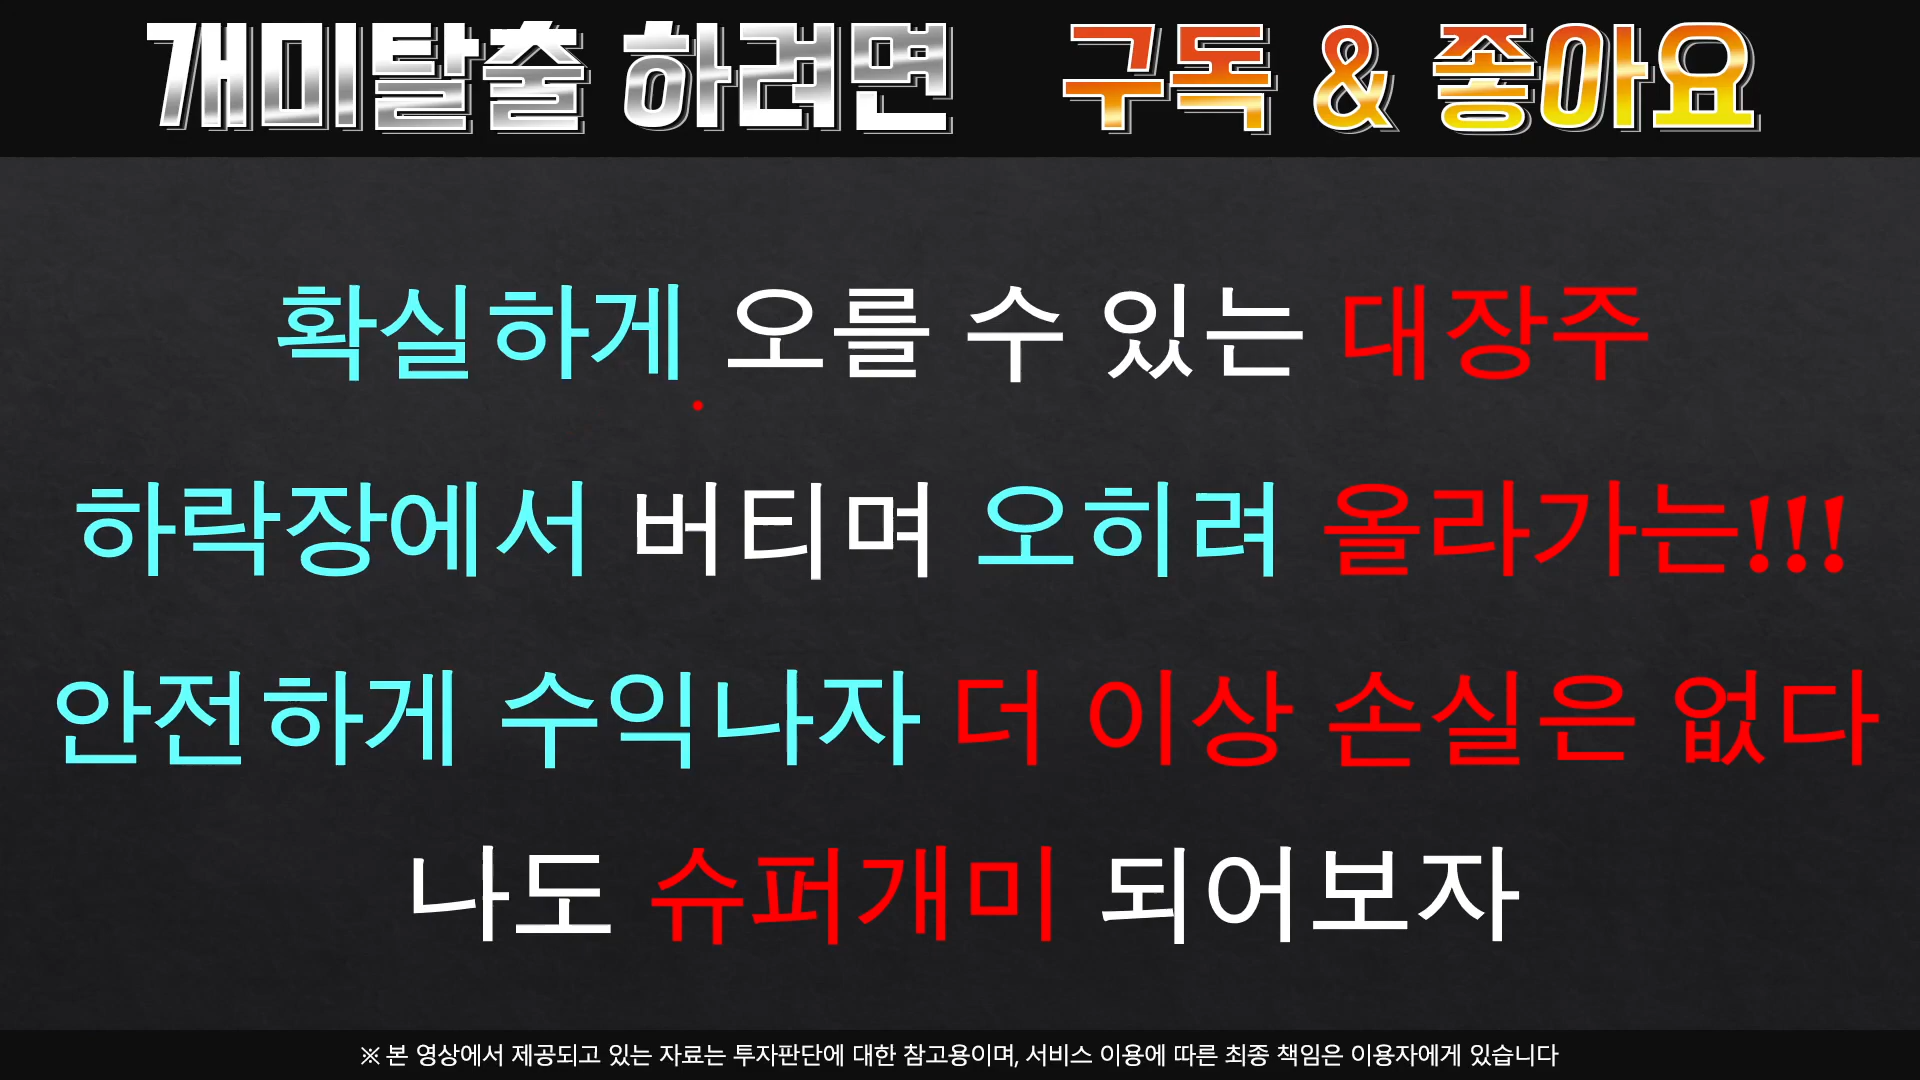 개미탈출 하려면 구독 & 좋아요
확실하게 오를 수 있는 대장주
하락장에서 버티며 오히려 올라가는!!!
안전하게 수익나자 더 이상 손실은 없다
나도 슈퍼개미 되어보자
※ 본 영상에서 제공되고 있는 자료는 투자판단에 대한 참고용이며, 서비스 이용에 따른 최종 책임은 이용자에게 있습니다